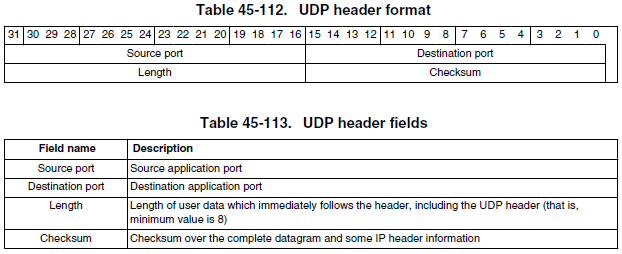 Table 45-112. UDP header format
31 30 29 28 27 26 25 24 23 22 21 20 19 18 17 16 15 14 13 12 11 10 9 8 7 6 5 4 3 2 1 0
Source port Destination port
Length Checksum
Table 45-113. UDP header fields
Field name Description
Source port Source application port
Destination port Destination application port
Length Length of user data which immediately follows the header, including the UDP header (that is,
minimum value is 8)
Checksum Checksum over the complete datagram and some IP header information